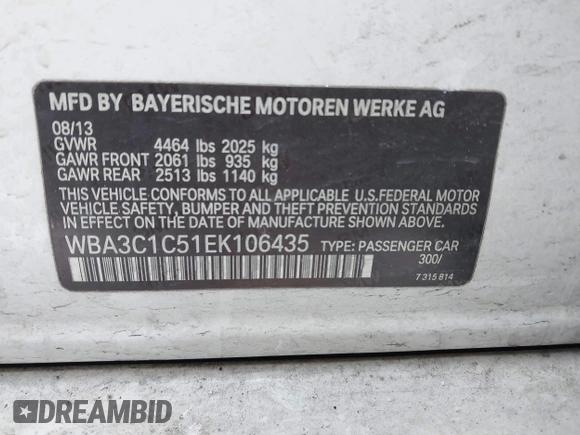 MFD BY BAYERISCHE MOTOREN WERKE AG
08/13
GVWR 4464 lbs 2025 kg
GAWR FRONT 2061 lbs 935 kg
GAWR REAR 2513 lbs 1140 kg
THIS VEHICLE CONFORMS TO ALL APPLICABLE U.S.FEDERAL MOTOR
VEHICLE SAFETY, BUMPER AND THEFT PREVENTION STANDARDS
IN EFFECT ON THE DATE OF MANUFACTURE SHOWN ABOVE.
WBA3C1C51EK106435 TYPE: PASSENGER CAR
300/
7 315 814
DREAMBID